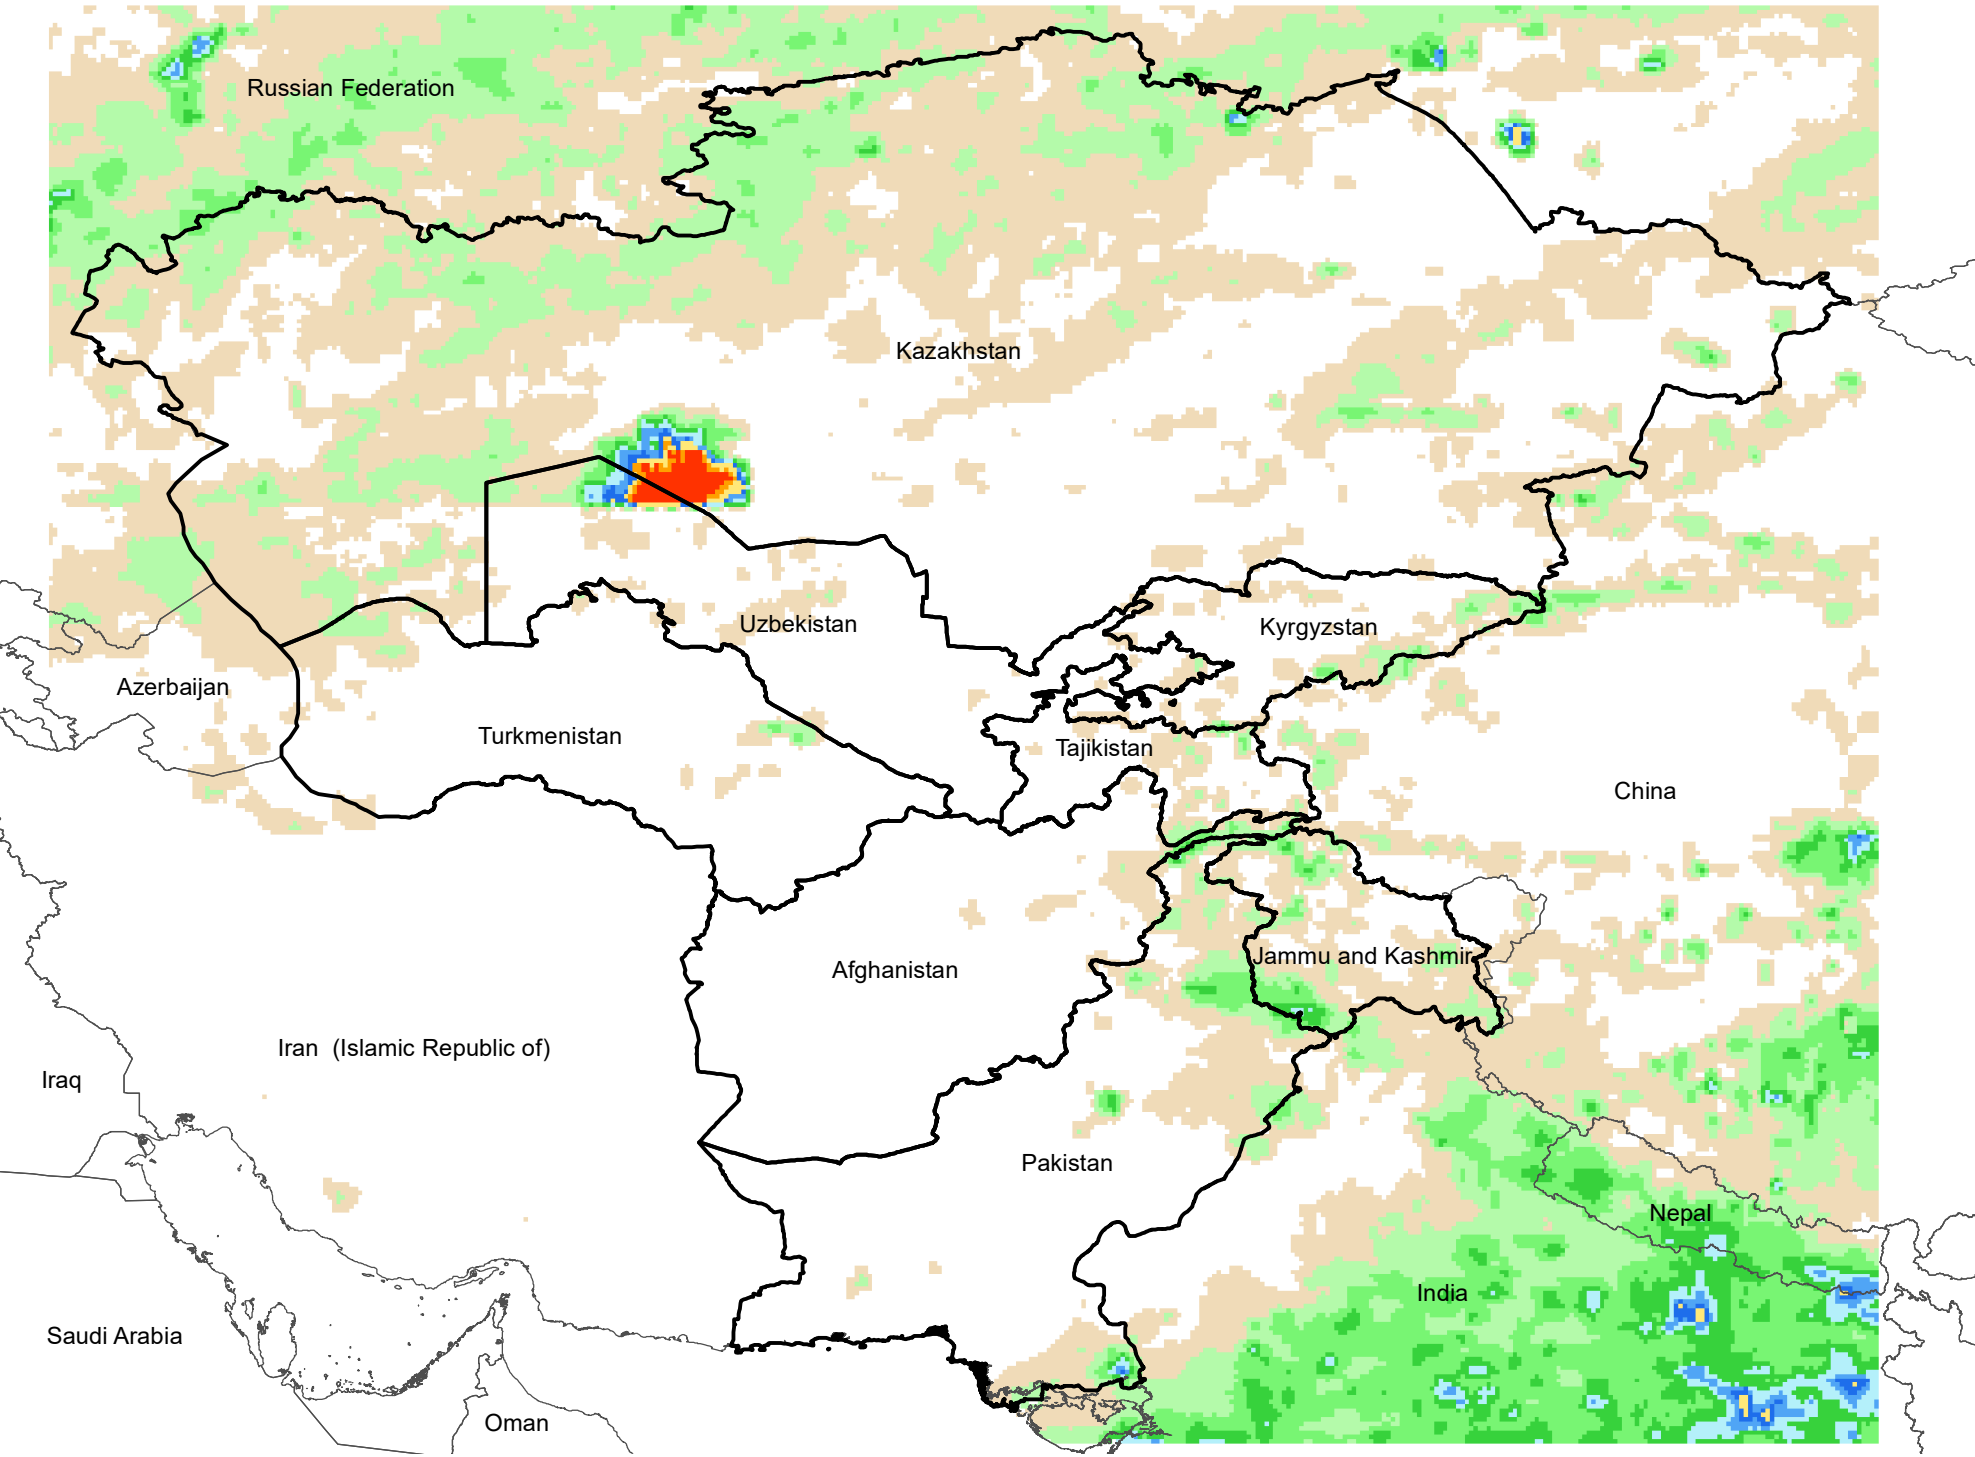 Russian Federation
Kazakhstan
Uzbekistan
Kyrgyzstan
Azerbaijan
Turkmenistan
Tajikistan
China
Jammu and Kashmir
Afghanistan
Iran  (Islamic Republic of)
Iraq
Pakistan
Nepal
India
Saudi Arabia
Oman